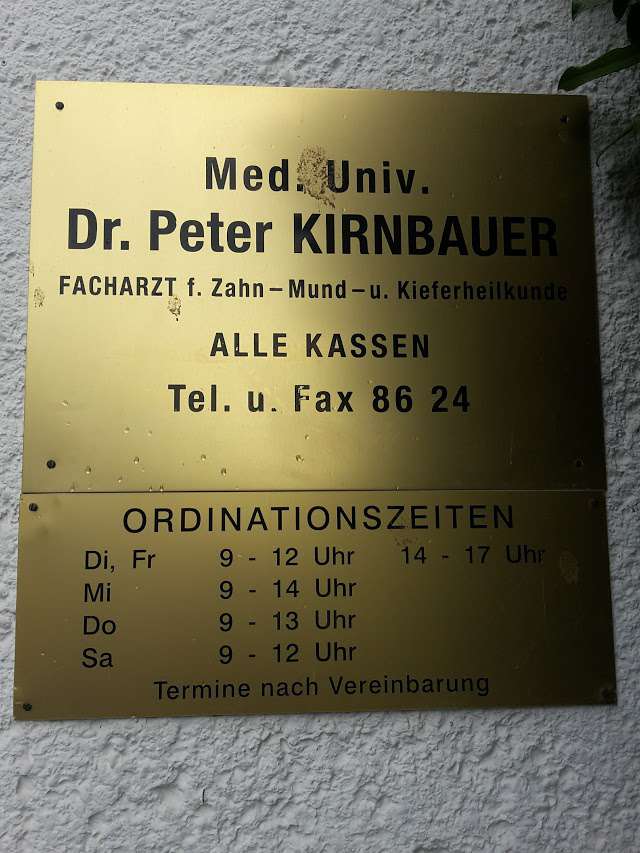 Med. Univ.
Dr. Peter KIRNBAUER
FACHARZT f. Zahn – Mund – u. Kieferheilkunde
ALLE KASSEN
Tel. u. Fax 86 24
ORDINATIONSZEITEN
Di, Fr 9 - 12 Uhr 14 - 17 Uhr
Mi 9 - 14 Uhr
Do 9 - 13 Uhr
Sa 9 - 12 Uhr
Termine nach Vereinbarung